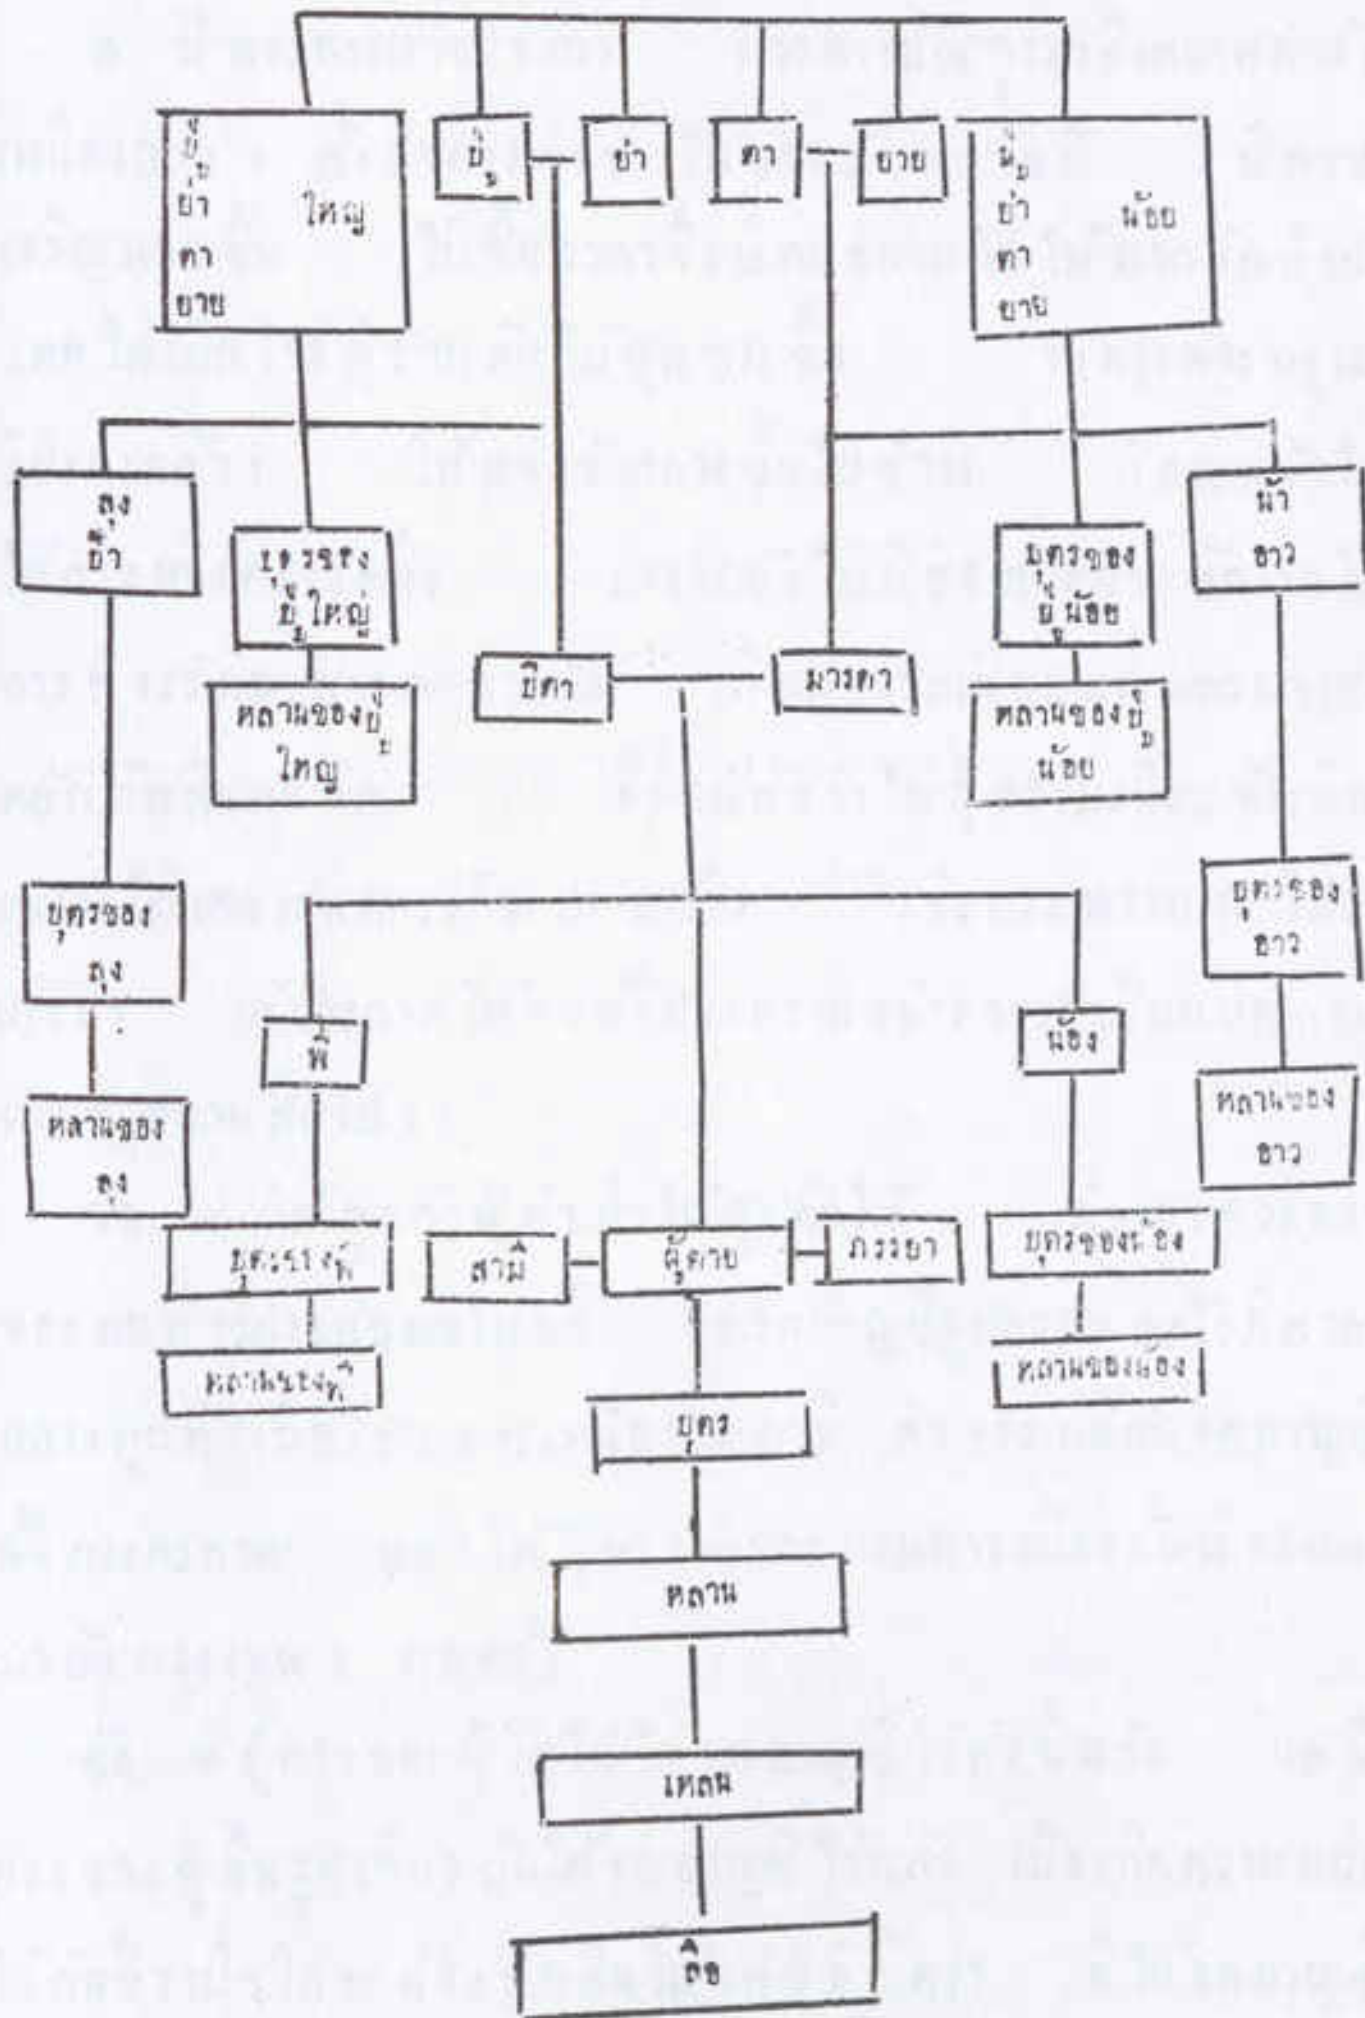 ปู่
ย่า
ตา
ยาย
ใหญ่
ปู่
ย่า
ตา
ยาย
ปู่
ย่า
ตา
ยาย
น้อย
ลุง
ป้า
บุตรของ
ปู่ใหญ่
บุตรของ
ปู่น้อย
น้า
อาว
บิดา
มารดา
หลานของปู่
ใหญ่
หลานของปู่
น้อย
บุตรของ
ลุง
บุตรของ
อาว
พี่
น้อง
หลานของ
ลุง
หลานของ
อาว
บุตรของพี่
สามี
ผู้ตาย
ภรรยา
บุตรของน้อง
หลานของพี่
หลานของน้อง
บุตร
หลาน
เหลน
ลือ